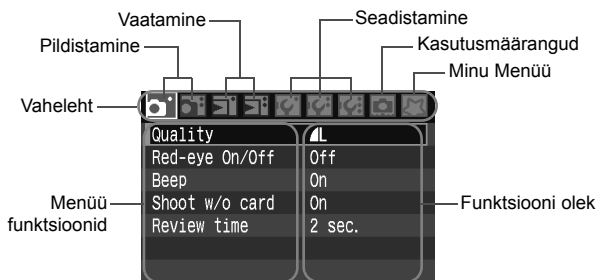 Vaatamine
Seadistamine
Pildistamine
Kasutusmäärangud
Minu Menüü
Vaheleht
Quality L
Red-eye On/Off Off
Beep On
Shoot w/o card On
Review time 2 sec.
Menüü
funktsioonid
Funktsiooni olek